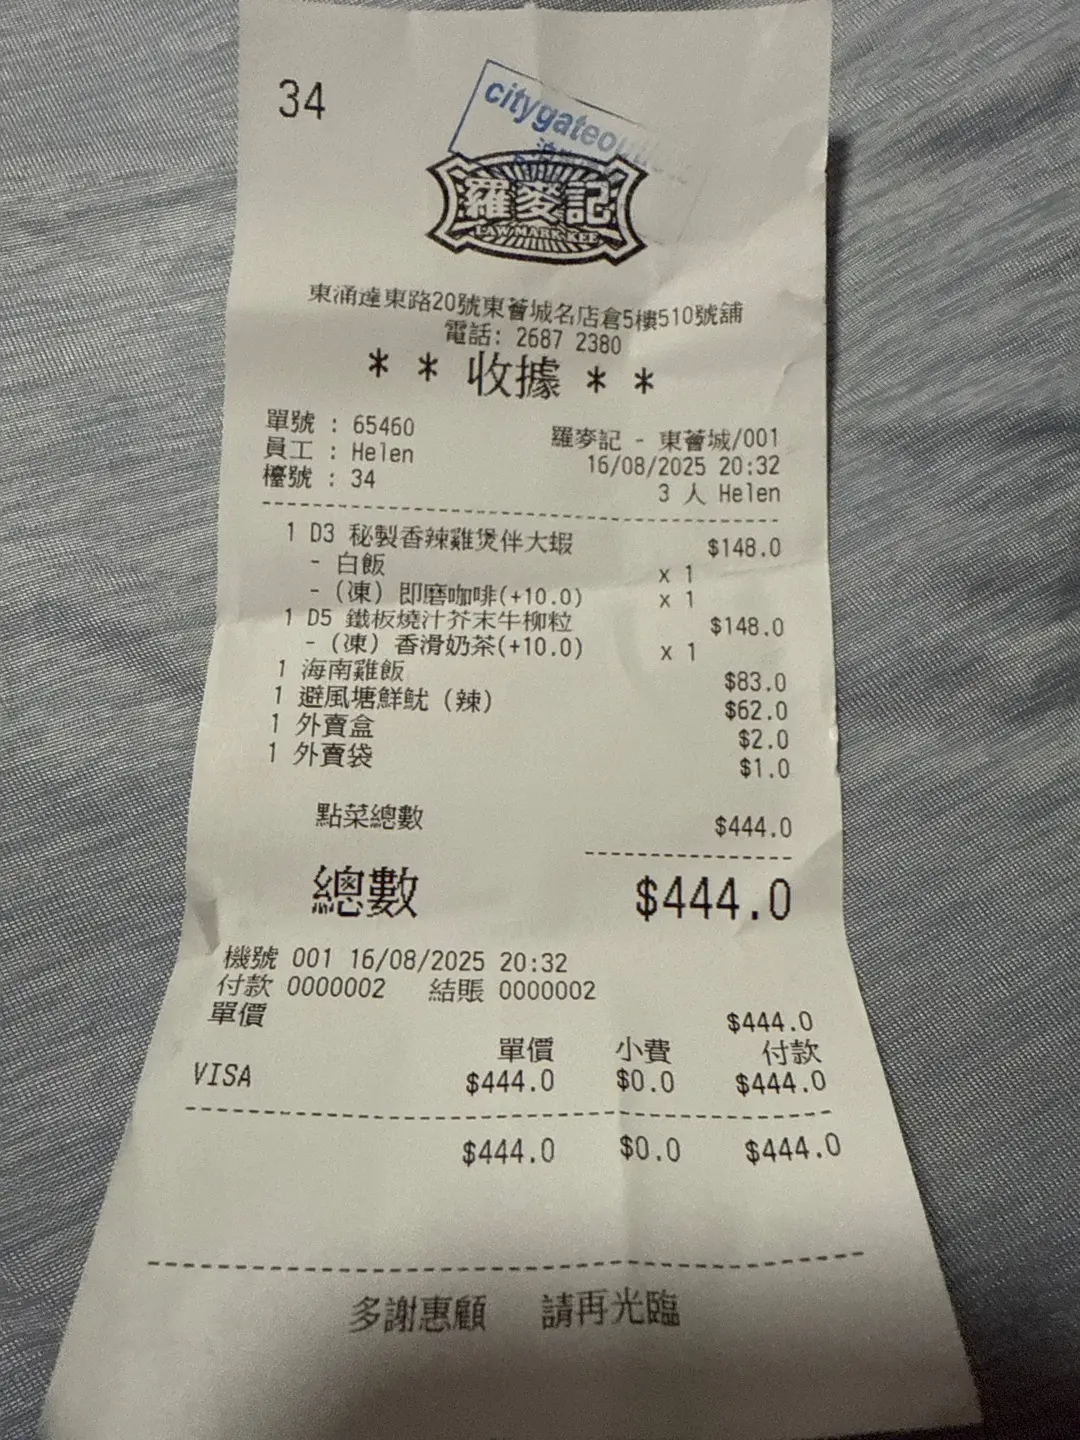 34
citygateou
羅麥記
LAW MARK KEE
東涌達東路20號東薈城名店倉5樓510號舖
電話: 2687 2380
* * 收據 * *
單號 : 65460
員工 : Helen
羅麥記 - 東薈城/001
檯號 : 34
16/08/2025 20:32
3 人 Helen
1 D3 秘製香辣雞煲伴大蝦 $148.0
- 白飯 x 1
- (凍) 即磨咖啡(+10.0) x 1
1 D5 鐵板燒汁芥末牛柳粒 $148.0
- (凍) 香滑奶茶(+10.0) x 1
1 海南雞飯 $83.0
1 避風塘鮮魷 (辣) $62.0
1 外賣盒 $2.0
1 外賣袋 $1.0
點菜總數 $444.0
總數 $444.0
機號 001 16/08/2025 20:32
付款 0000002 結賬 0000002
單價 $444.0
單價 小費 付款
VISA $444.0 $0.0 $444.0
$444.0 $0.0 $444.0
多謝惠顧 請再光臨